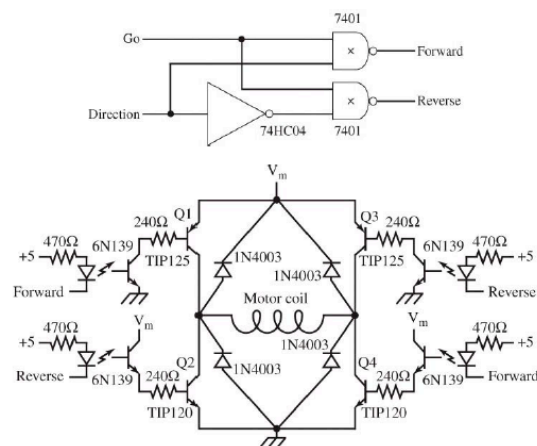 7401
Go
Forward
×
Direction
74HC04
×
Reverse
7401
Vm
Q1
Q3
470Ω
6N139
240Ω
240Ω
6N139
470Ω
+5
TIP125
1N4003
1N4003
TIP125
+5
Forward
Reverse
Motor coil
470Ω
Vm
1N4003
Vm
470Ω
+5
Q2
Q4
+5
Reverse
6N139
240Ω
1N4003
240Ω
6N139
Forward
TIP120
TIP120